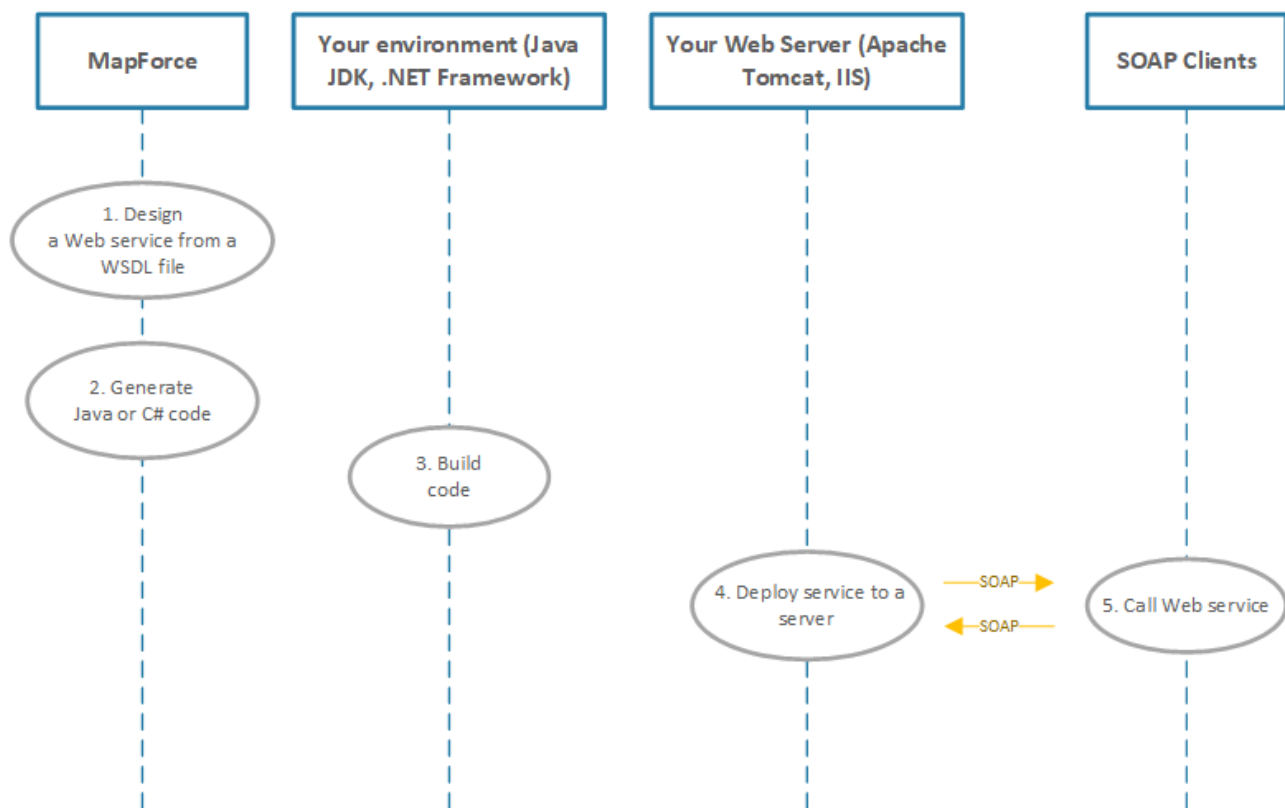 MapForce
Your environment (Java
JDK, .NET Framework)
Your Web Server (Apache
Tomcat, IIS)
SOAP Clients
1. Design
a Web service from a
WSDL file
2. Generate
Java or C# code
3. Build
code
4. Deploy service to a
server
SOAP
SOAP
5. Call Web service